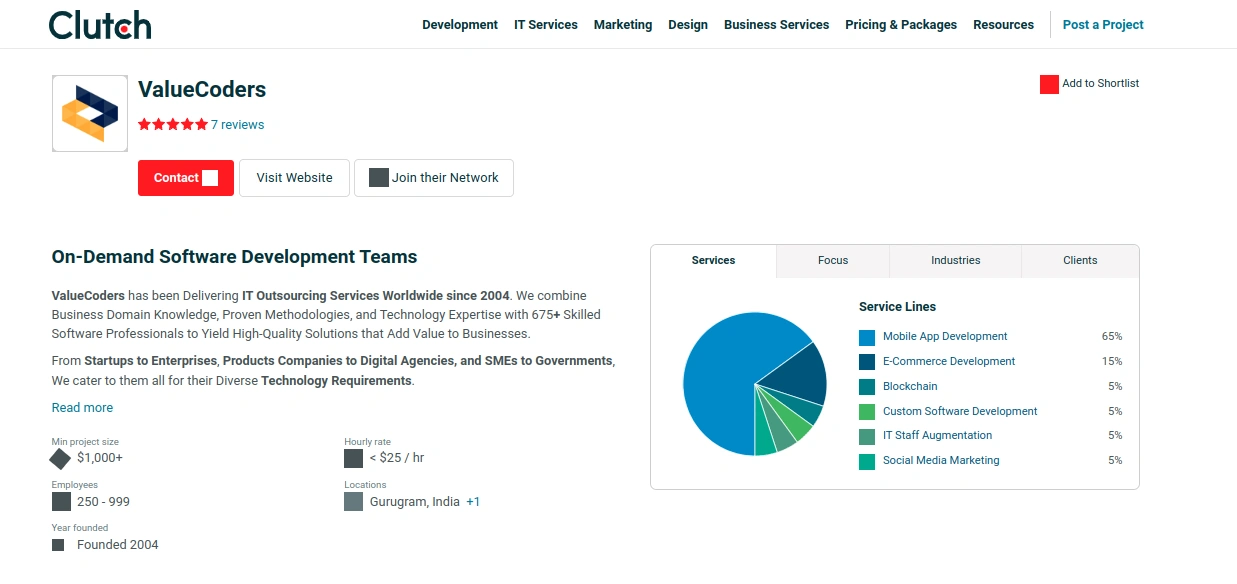 Clutch
Development IT Services Marketing Design Business Services Pricing & Packages Resources Post a Project
ValueCoders
Add to Shortlist
7 reviews
Contact
Visit Website
Join their Network
On-Demand Software Development Teams
ValueCoders has been Delivering IT Outsourcing Services Worldwide since 2004. We combine
Business Domain Knowledge, Proven Methodologies, and Technology Expertise with 675+ Skilled
Software Professionals to Yield High-Quality Solutions that Add Value to Businesses.
From Startups to Enterprises, Products Companies to Digital Agencies, and SMEs to Governments,
We cater to them all for their Diverse Technology Requirements.
Read more
Min project size
$1,000+
Hourly rate
< $25 / hr
Employees
250 - 999
Locations
Gurugram, India +1
Year founded
Founded 2004
Services Focus Industries Clients
Service Lines
Mobile App Development 65%
E-Commerce Development 15%
Blockchain 5%
Custom Software Development 5%
IT Staff Augmentation 5%
Social Media Marketing 5%